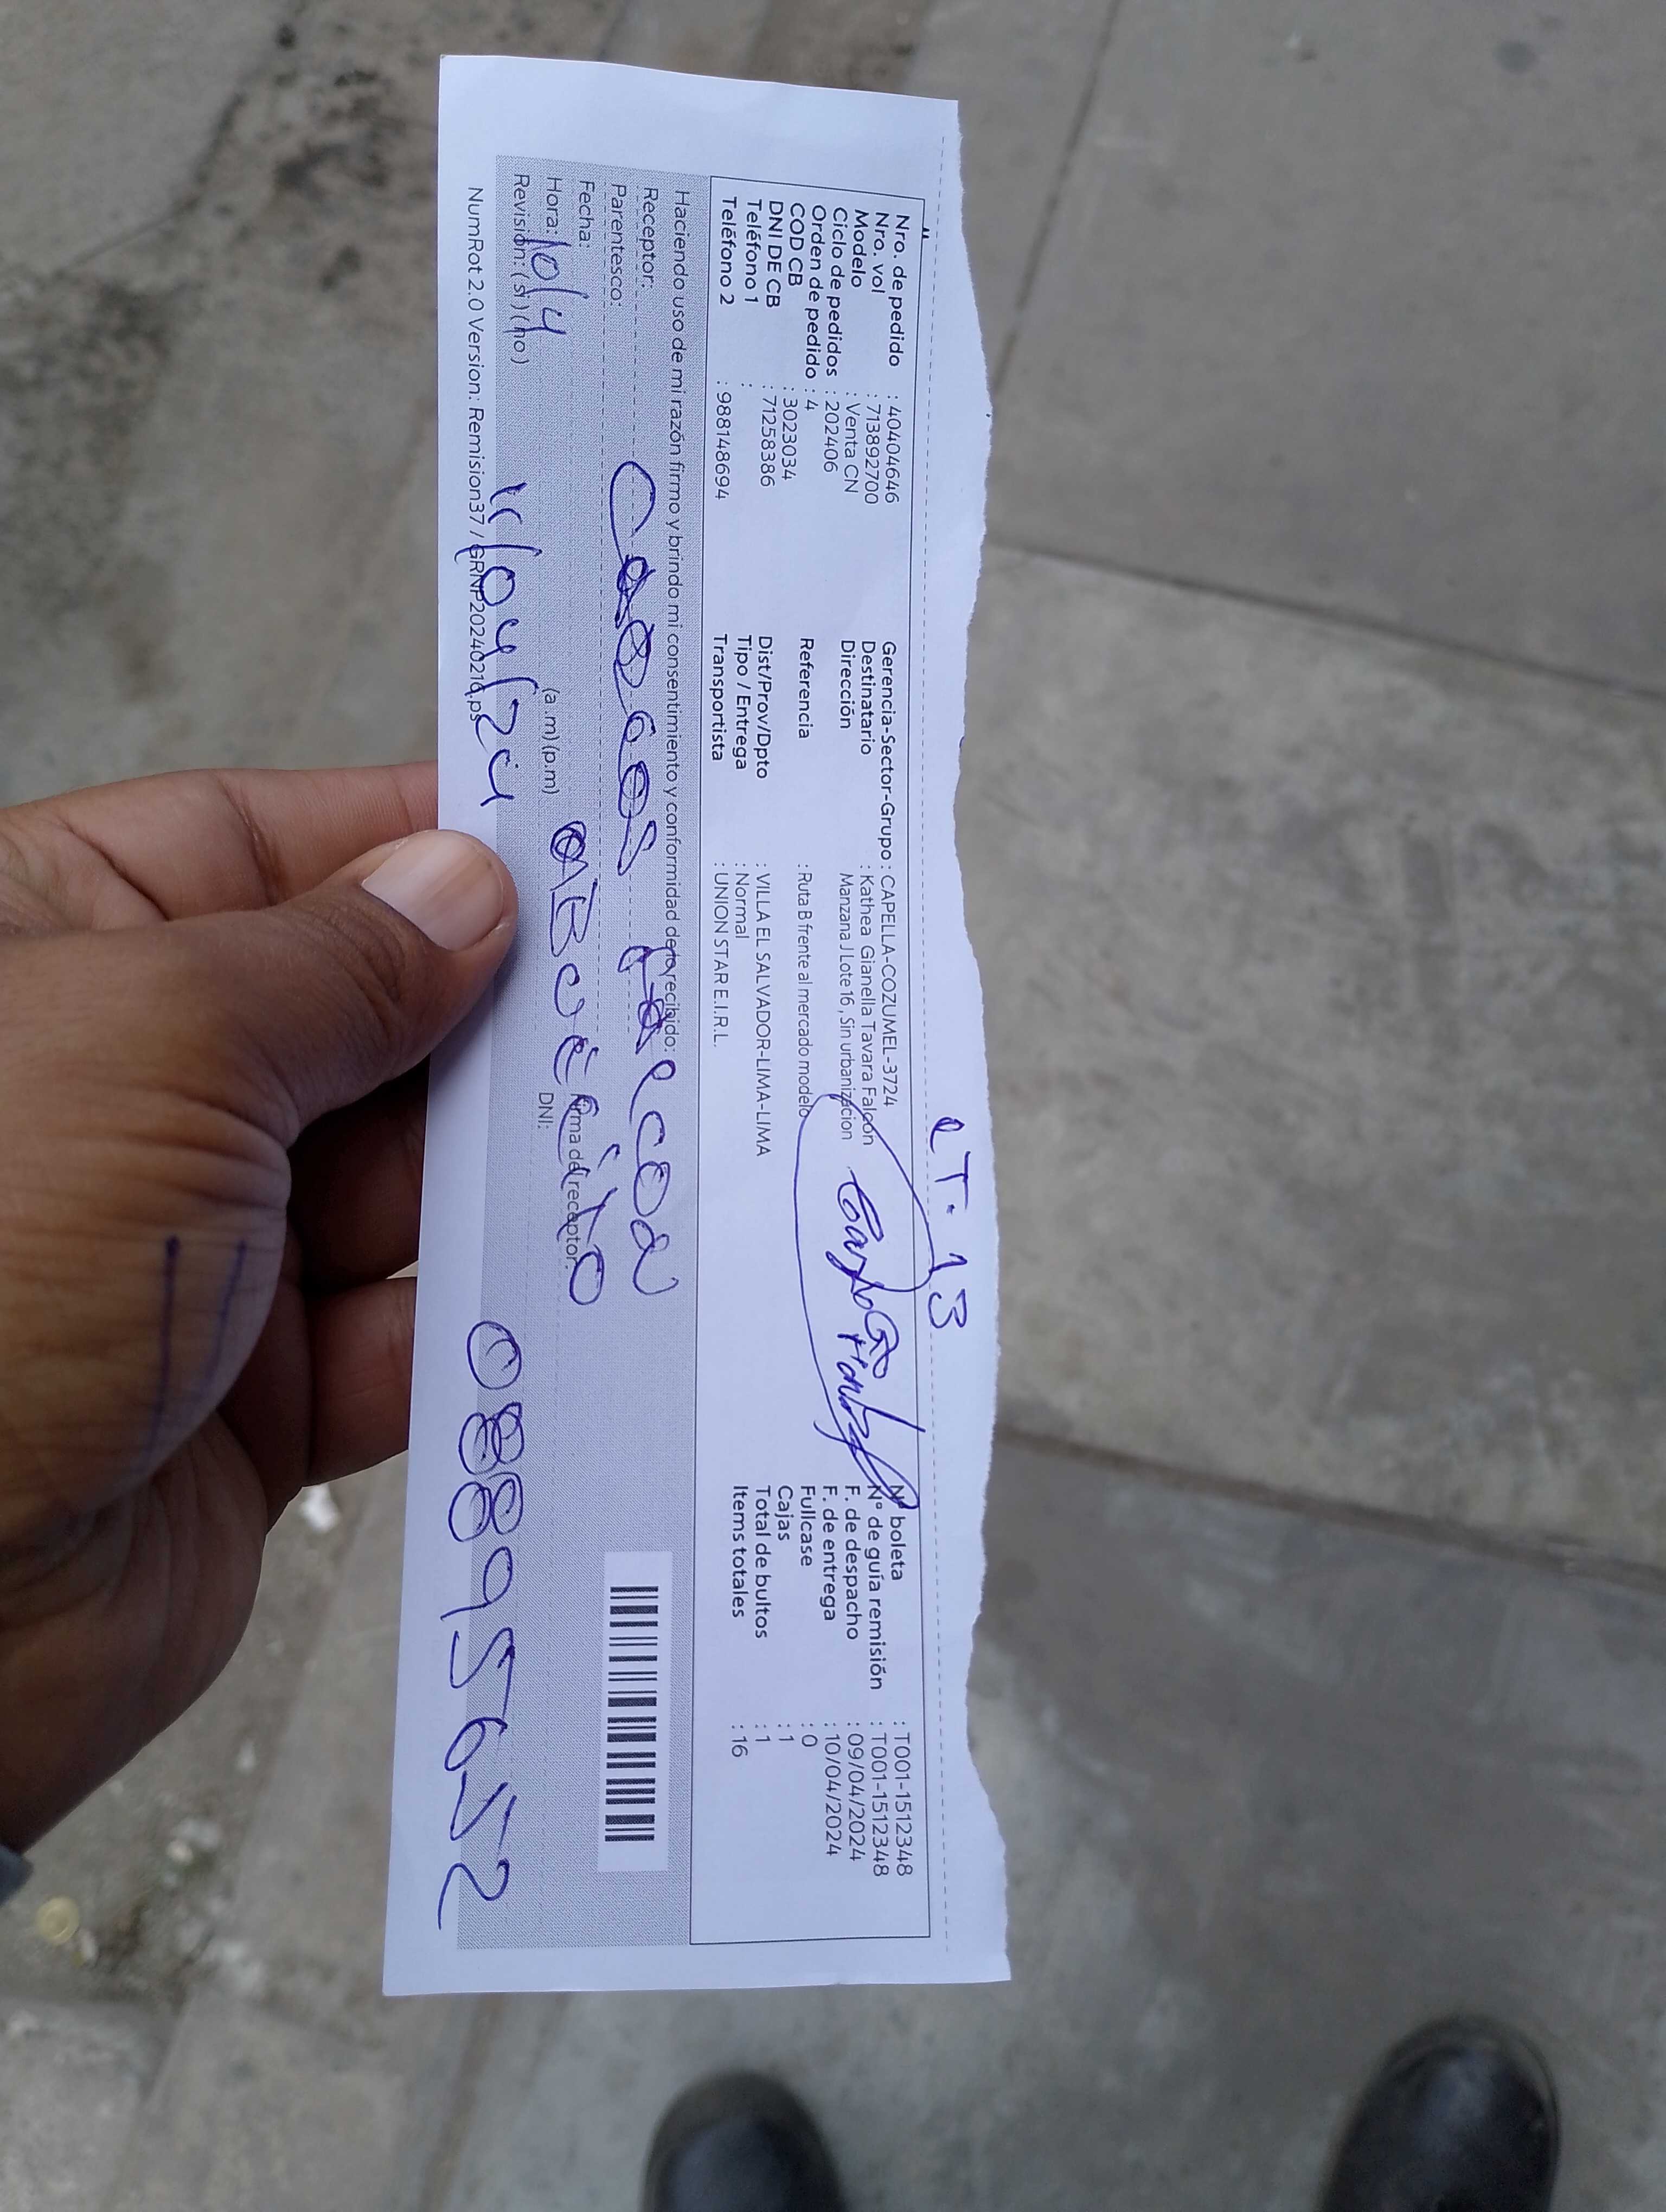 LT. 13
Nro. de pedido : 40404646
Nro. vol : 713892700
Modelo : Venta CN
Ciclo de pedidos : 202406
Orden de pedido : 4
COD CB : 3023034
DNI DE CB : 71258386
Teléfono 1 :
Teléfono 2 : 988148694
Gerencia-Sector-Grupo : CAPELLA-COZUMEL-3724
Destinatario : Kathea Gianella Tavara Falcon
Dirección Manzana J Lote 16 , Sin urbanizacion
Referencia : Ruta B frente al mercado modelo
Dist/Prov/Dpto : VILLA EL SALVADOR-LIMA-LIMA
Tipo / Entrega : Normal
Transportista : UNION STAR E.I.R.L.
N° boleta : T001-1512348
N° de guía remisión : T001-1512348
F. de despacho : 09/04/2024
F. de entrega : 10/04/2024
Fullcase : 0
Cajas : 1
Total de bultos : 1
Items totales : 16
Haciendo uso de mi razón firmo y brindo mi consentimiento y conformidad de lo recibido:
Receptor:
Parentesco:
Fecha:
Hora: 10/4 (a .m) (p.m)
Revisión: (si) (no)
ABUELITO
Firma del receptor:
DNI:
11/04/24
NumRot 2.0 Version: Remision37 / GRNP20240216.ps